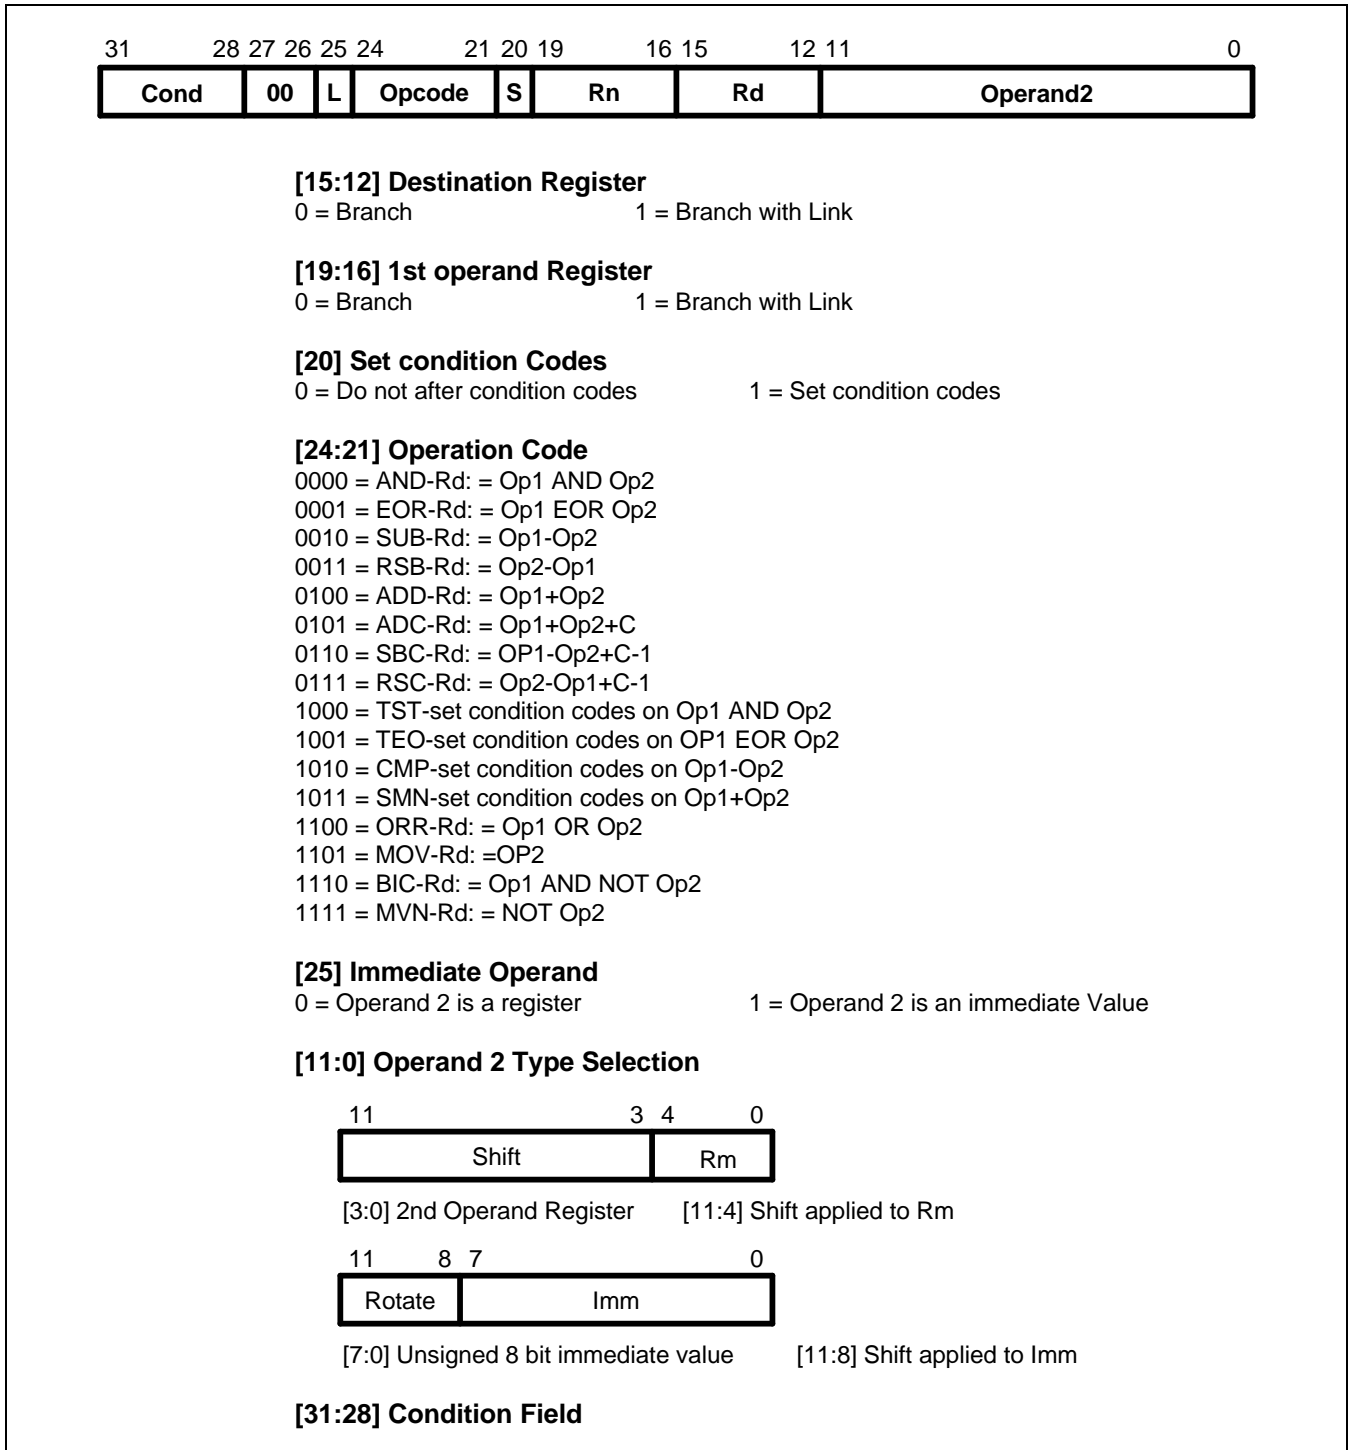 31 28 27 26 25 24 21 20 19 16 15 12 11 0
Cond 00 L Opcode S Rn Rd Operand2
[15:12] Destination Register
0 = Branch 1 = Branch with Link
[19:16] 1st operand Register
0 = Branch 1 = Branch with Link
[20] Set condition Codes
0 = Do not after condition codes 1 = Set condition codes
[24:21] Operation Code
0000 = AND-Rd: = Op1 AND Op2
0001 = EOR-Rd: = Op1 EOR Op2
0010 = SUB-Rd: = Op1-Op2
0011 = RSB-Rd: = Op2-Op1
0100 = ADD-Rd: = Op1+Op2
0101 = ADC-Rd: = Op1+Op2+C
0110 = SBC-Rd: = OP1-Op2+C-1
0111 = RSC-Rd: = Op2-Op1+C-1
1000 = TST-set condition codes on Op1 AND Op2
1001 = TEO-set condition codes on OP1 EOR Op2
1010 = CMP-set condition codes on Op1-Op2
1011 = SMN-set condition codes on Op1+Op2
1100 = ORR-Rd: = Op1 OR Op2
1101 = MOV-Rd: =OP2
1110 = BIC-Rd: = Op1 AND NOT Op2
1111 = MVN-Rd: = NOT Op2
[25] Immediate Operand
0 = Operand 2 is a register 1 = Operand 2 is an immediate Value
[11:0] Operand 2 Type Selection
11 3 4 0
Shift Rm
[3:0] 2nd Operand Register [11:4] Shift applied to Rm
11 8 7 0
Rotate Imm
[7:0] Unsigned 8 bit immediate value [11:8] Shift applied to Imm
[31:28] Condition Field